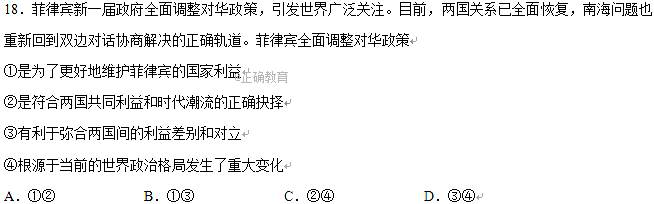 18．菲律宾新一届政府全面调整对华政策，引发世界广泛关注。目前，两国关系已全面恢复，南海问题也
重新回到双边对话协商解决的正确轨道。菲律宾全面调整对华政策
①是为了更好地维护菲律宾的国家利益
正确教育
②是符合两国共同利益和时代潮流的正确抉择
③有利于弥合两国间的利益差别和对立
④根源于当前的世界政治格局发生了重大变化
A．①② B．①③ C．②④ D．③④